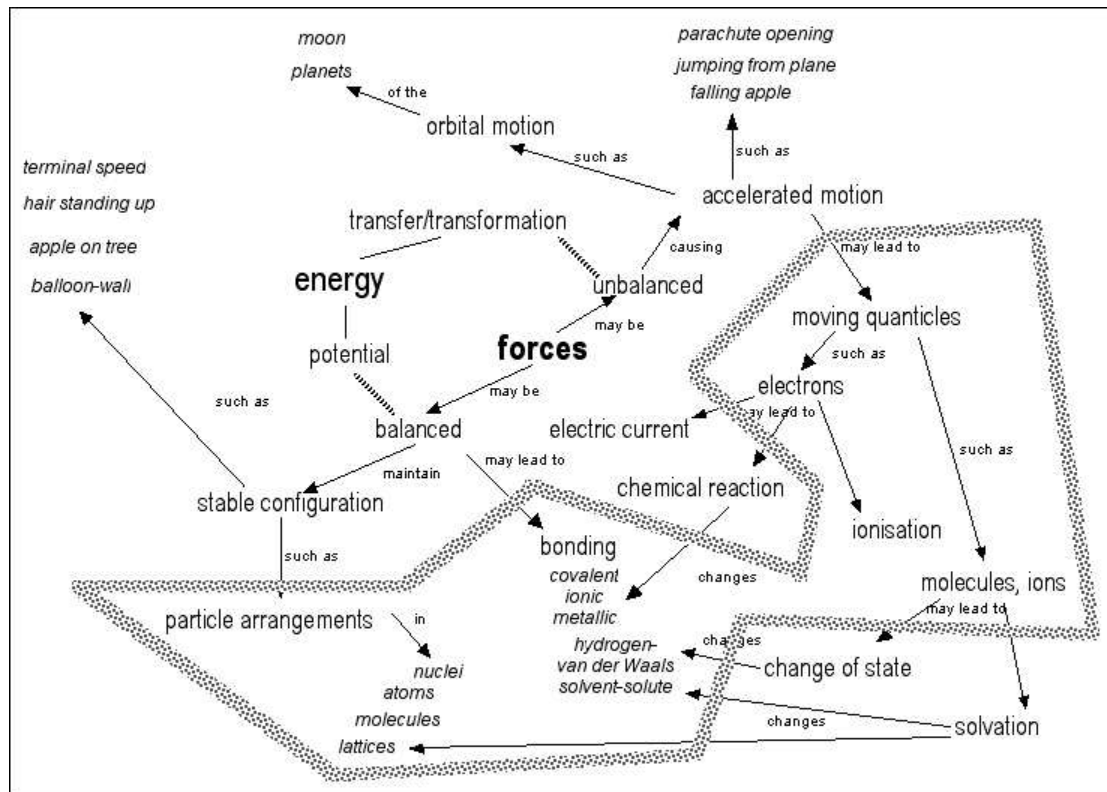 moon
planets
of the
orbital motion
parachute opening
jumping from plane
falling apple
such as
such as
accelerated motion
terminal speed
hair standing up
apple on tree
balloon-wall
transfer/transformation
causing
may lead to
energy
unbalanced
moving quanticles
may be
forces
potential
such as
electrons
may be
such as
balanced
electric current
may lead to
maintain
may lead to
such as
stable configuration
chemical reaction
ionisation
such as
bonding
covalent
ionic
metallic
changes
molecules, ions
may lead to
particle arrangements
in
hydrogen-
van der Waals
solvent-solute
changes
change of state
nuclei
atoms
molecules
lattices
changes
solvation